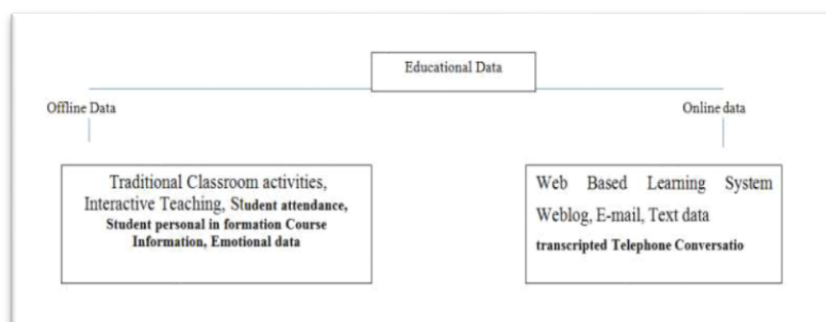 Educational Data
Offline Data
Online data
Traditional Classroom activities,
Interactive Teaching, Student attendance,
Student personal in formation Course
Information, Emotional data
Web Based Learning System
Weblog, E-mail, Text data
transcripted Telephone Conversatio